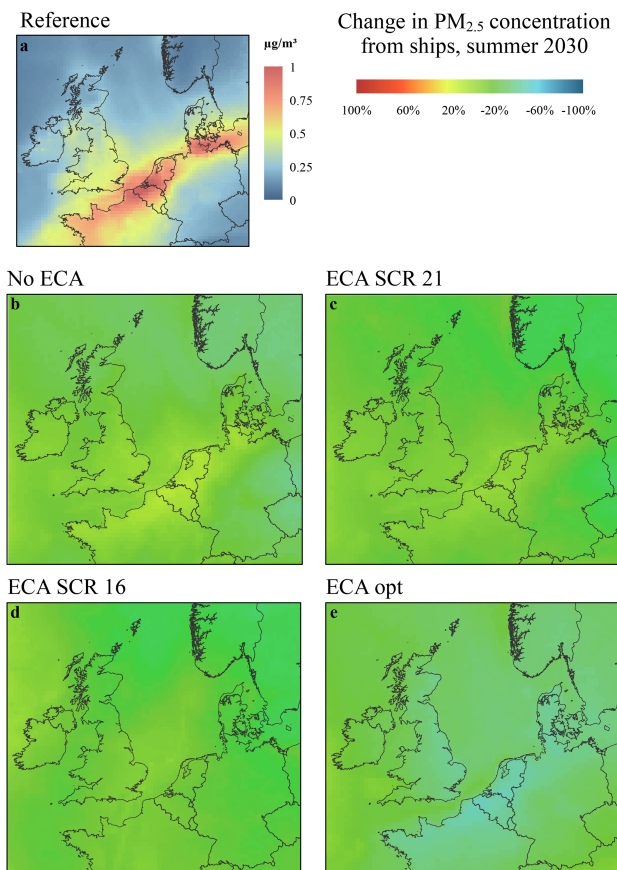 Reference
Change in PM2.5 concentration
from ships, summer 2030
a
µg/m³
1
0.75
0.5
0.25
0
100% 60% 20% -20% -60% -100%
No ECA
ECA SCR 21
b
c
ECA SCR 16
ECA opt
d
e